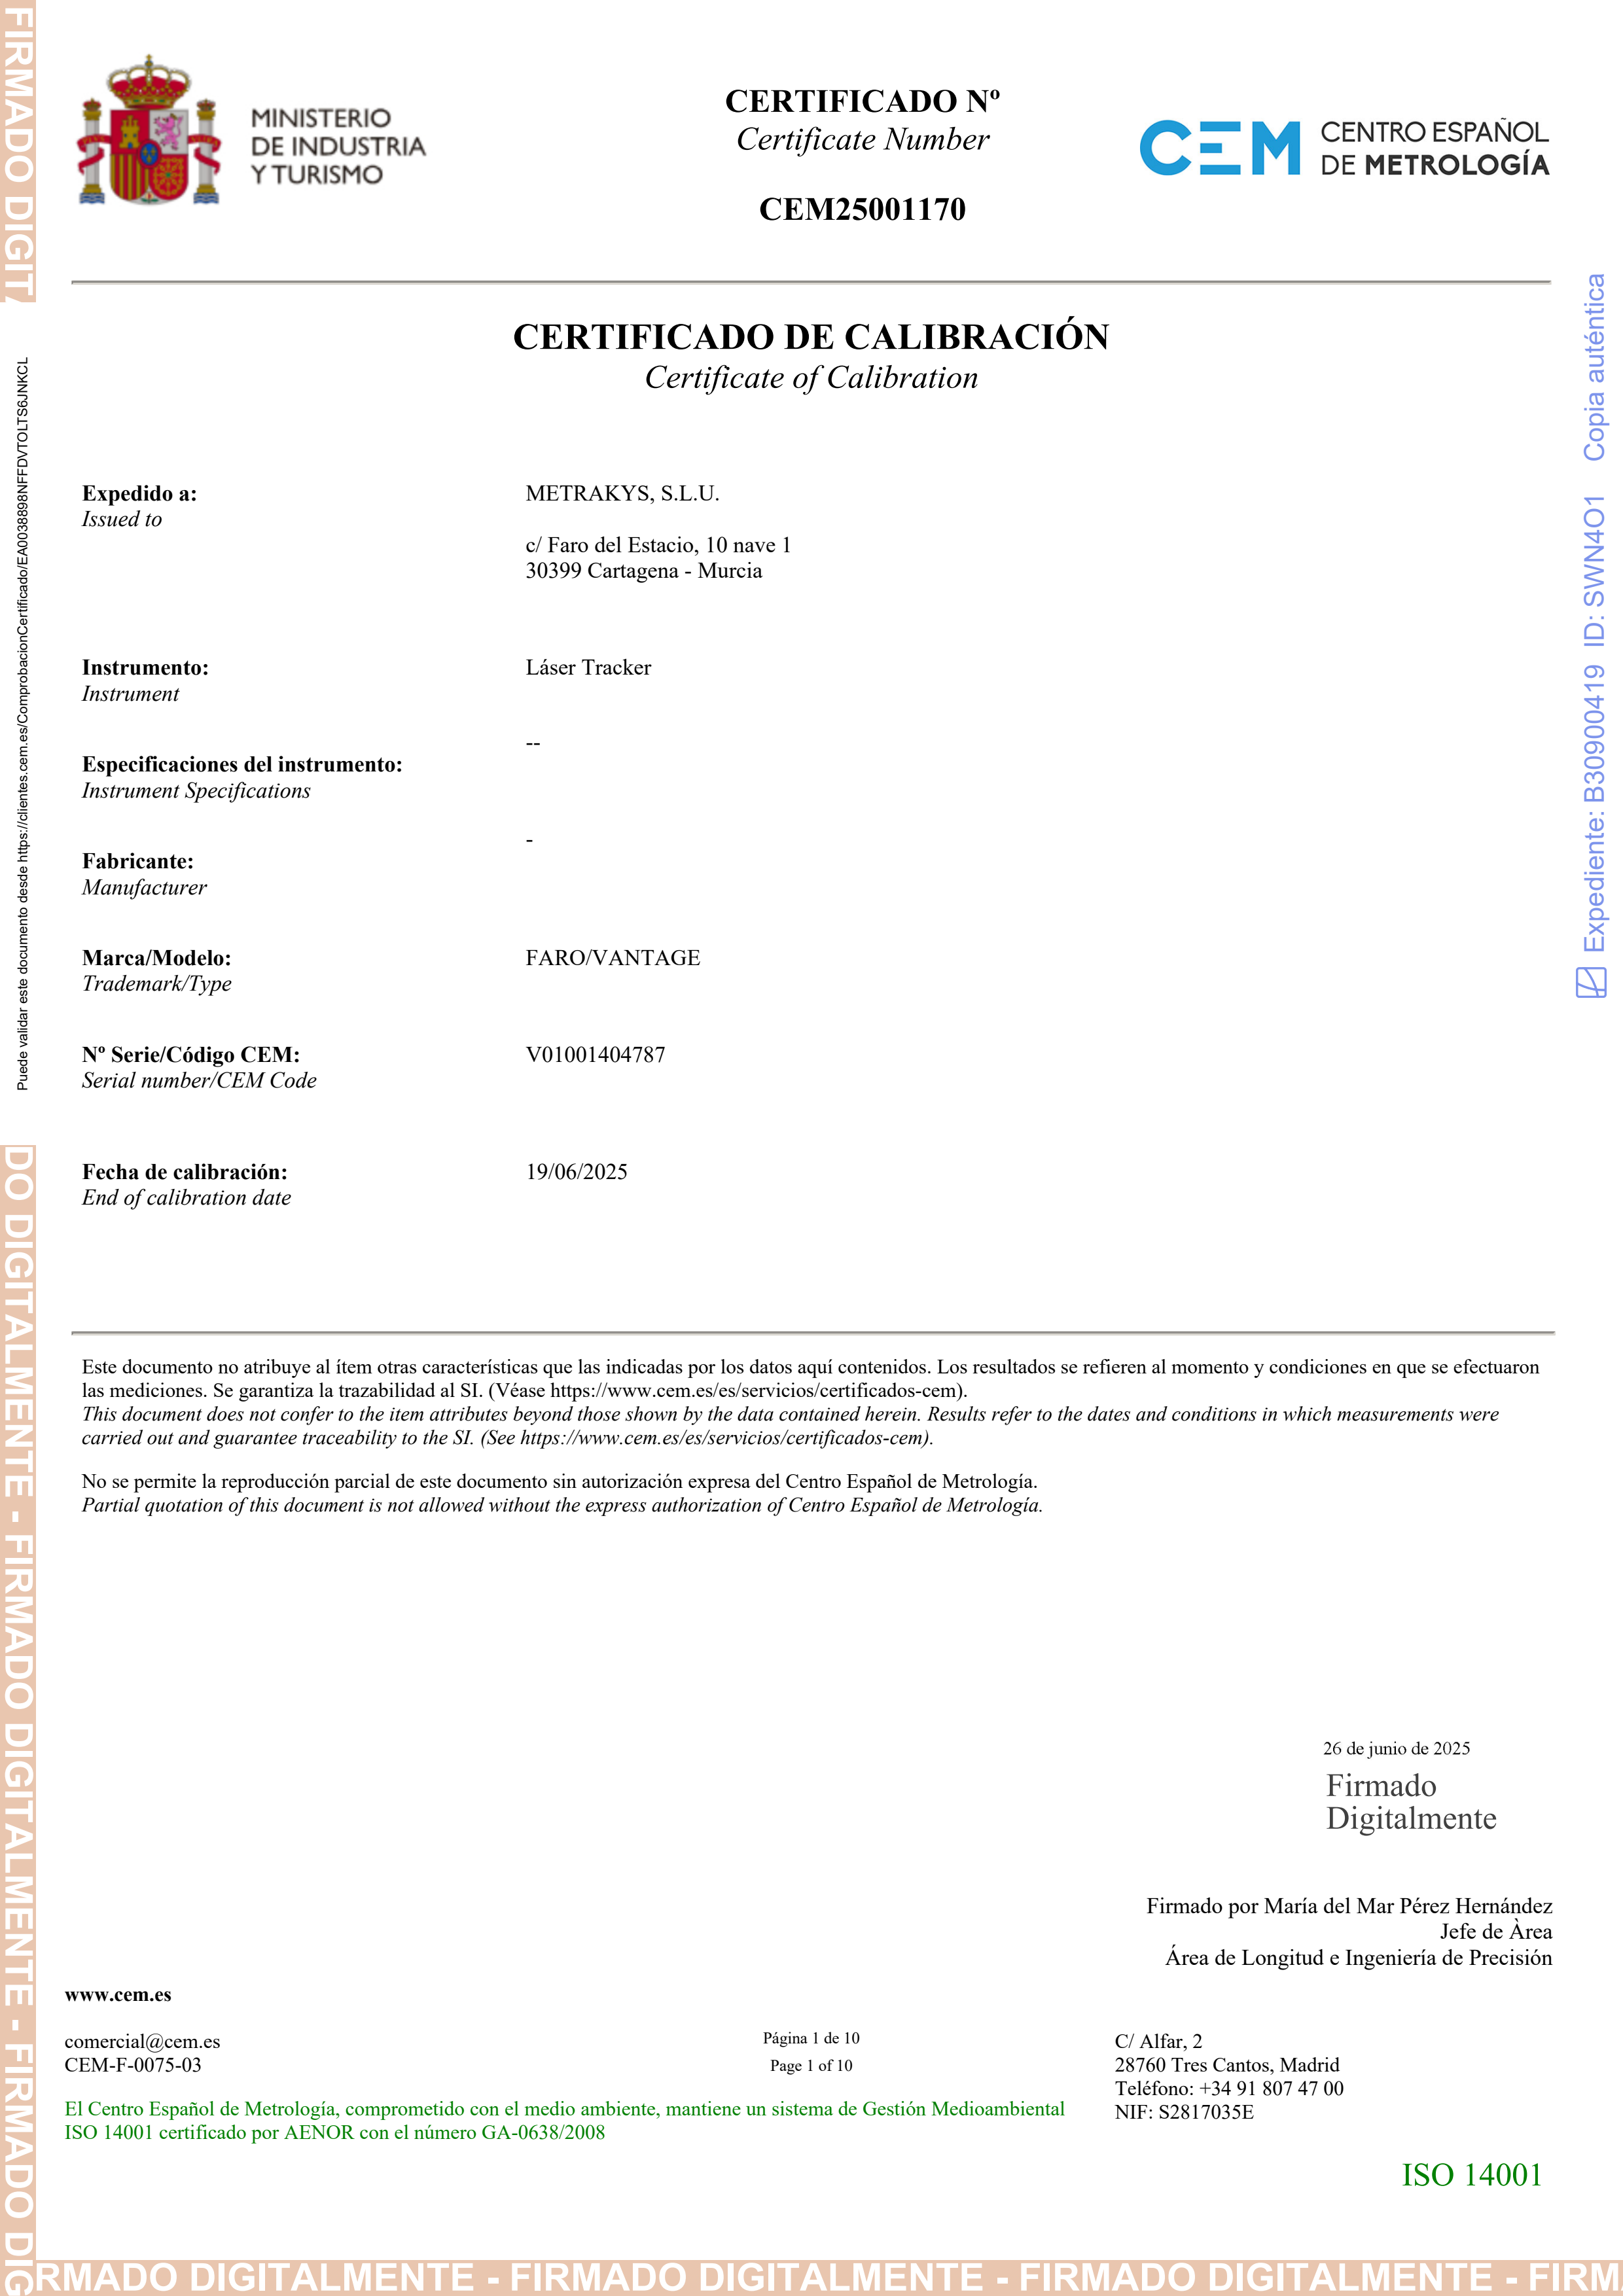 MINISTERIO
DE INDUSTRIA
Y TURISMO
CERTIFICADO Nº
Certificate Number
CEM25001170
CEM
CENTRO ESPAÑOL
DE METROLOGÍA
CERTIFICADO DE CALIBRACIÓN
Certificate of Calibration
Expedido a:
Issued to
METRAKYS, S.L.U.
c/ Faro del Estacio, 10 nave 1
30399 Cartagena - Murcia
Instrumento:
Instrument
Láser Tracker
--
Especificaciones del instrumento:
Instrument Specifications
-
Fabricante:
Manufacturer
Marca/Modelo:
Trademark/Type
FARO/VANTAGE
Nº Serie/Código CEM:
Serial number/CEM Code
V01001404787
Fecha de calibración:
End of calibration date
19/06/2025
Este documento no atribuye al ítem otras características que las indicadas por los datos aquí contenidos. Los resultados se refieren al momento y condiciones en que se efectuaron
las mediciones. Se garantiza la trazabilidad al SI. (Véase https://www.cem.es/es/servicios/certificados-cem).
This document does not confer to the item attributes beyond those shown by the data contained herein. Results refer to the dates and conditions in which measurements were
carried out and guarantee traceability to the SI. (See https://www.cem.es/es/servicios/certificados-cem).
No se permite la reproducción parcial de este documento sin autorización expresa del Centro Español de Metrología.
Partial quotation of this document is not allowed without the express authorization of Centro Español de Metrología.
26 de junio de 2025
Firmado
Digitalmente
Firmado por María del Mar Pérez Hernández
Jefe de Àrea
Área de Longitud e Ingeniería de Precisión
www.cem.es
comercial@cem.es
CEM-F-0075-03
Página 1 de 10
Page 1 of 10
C/ Alfar, 2
28760 Tres Cantos, Madrid
Teléfono: +34 91 807 47 00
NIF: S2817035E
El Centro Español de Metrología, comprometido con el medio ambiente, mantiene un sistema de Gestión Medioambiental
ISO 14001 certificado por AENOR con el número GA-0638/2008
ISO 14001
FIRMADO DIGITA
Puede validar este documento desde https://clientes.cem.es/ComprobacionCertificado/EA0038898NFFDVTOLTS6JNKCL
DO DIGITALMENTE - FIRMADO DIGITALMENTE - FIRMADO DIG
RMADO DIGITALMENTE - FIRMADO DIGITALMENTE - FIRMADO DIGITALMENTE - FIRM
Expediente: B30900419 ID: SWN4O1 Copia auténtica